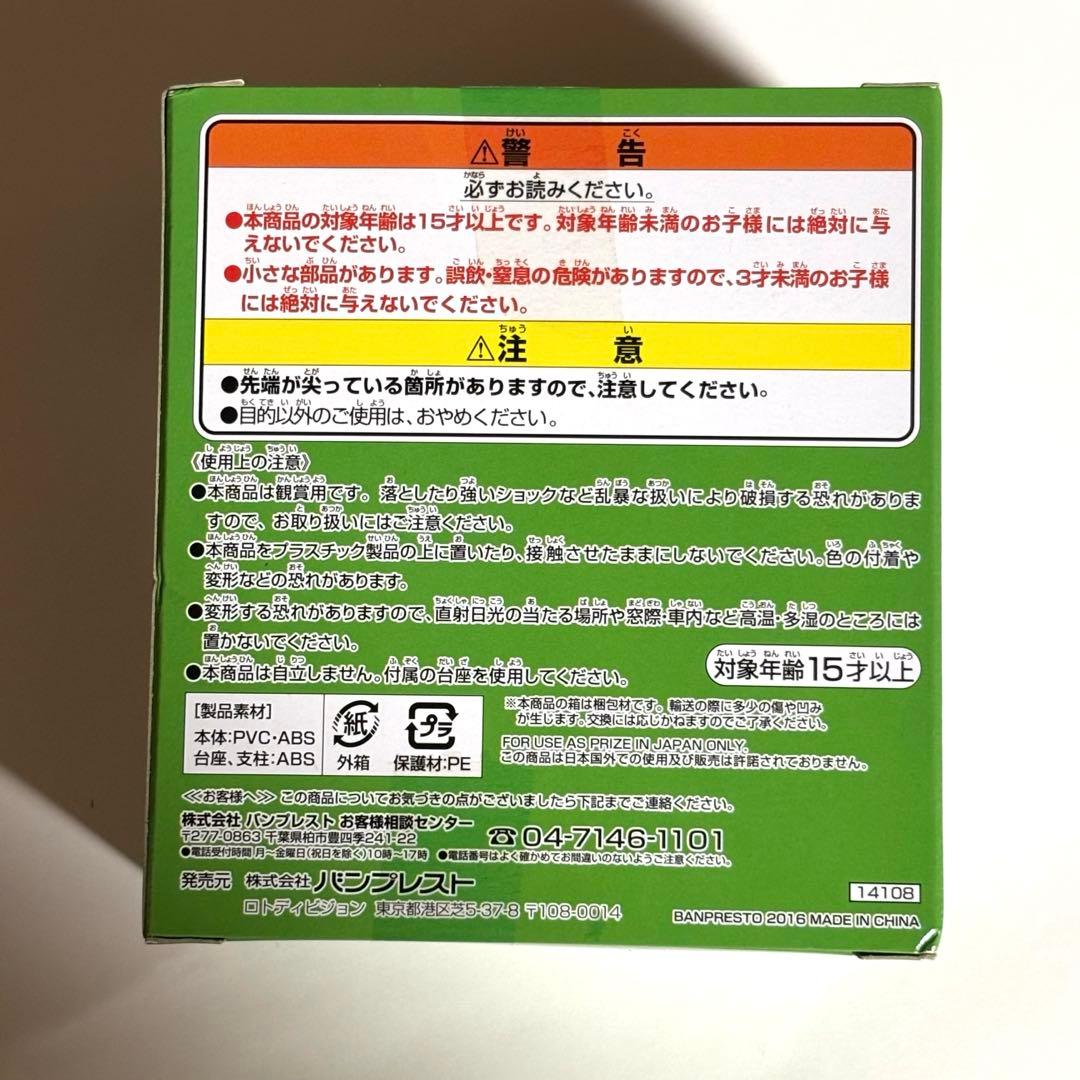 ⚠警告
必ずお読みください。
●本商品の対象年齢は15才以上です。対象年齢未満のお子様には絶対に与
えないでください。
●小さな部品があります。誤飲・窒息の危険がありますので、3才未満のお子様
には絶対に与えないでください。
⚠注意
●先端が尖っている箇所がありますので、注意してください。
●目的以外のご使用は、おやめください。
《使用上の注意》
●本商品は観賞用です。落としたり強いショックなど乱暴な扱いにより破損する恐れがありま
すので、お取り扱いにはご注意ください。
●本商品をプラスチック製品の上に置いたり、接触させたままにしないでください。色の付着や
変形などの恐れがあります。
●変形する恐れがありますので、直射日光の当たる場所や窓際・車内など高温・多湿のところには
置かないでください。
●本商品は自立しません。付属の台座を使用してください。
対象年齢15才以上
[製品素材]
本体:PVC・ABS
台座、支柱:ABS
紙
外箱
プラ
保護材:PE
※本商品の箱は梱包材です。輸送の際に多少の傷や凹み
が生じます。交換には応じかねますのでご了承ください。
FOR USE AS PRIZE IN JAPAN ONLY.
この商品は日本国外での使用及び販売は許諾されておりません。
≪お客様へ≫ この商品についてお気づきの点がございましたら下記までご連絡ください。
株式会社 バンプレスト お客様相談センター
〒277-0863 千葉県柏市豊四季241-22
☎04-7146-1101
●電話受付時間 月〜金曜日(祝日を除く)10時〜17時 ●電話番号はよく確かめてお間違いのないようご注意ください。
発売元 株式会社 バンプレスト
ロトディビジョン 東京都港区芝5-37-8 〒108-0014
14108
BANPRESTO 2016 MADE IN CHINA